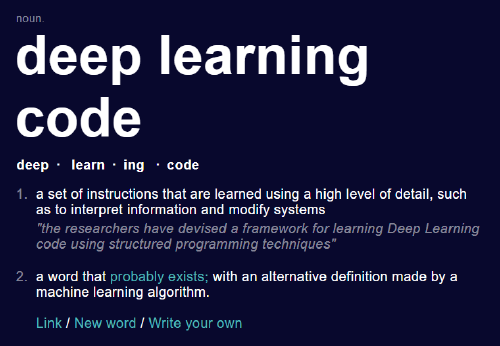 noun.
deep learning
code
deep · learn · ing · code
1. a set of instructions that are learned using a high level of detail, such
as to interpret information and modify systems
"the researchers have devised a framework for learning Deep Learning
code using structured programming techniques"
2. a word that probably exists; with an alternative definition made by a
machine learning algorithm.
Link / New word / Write your own